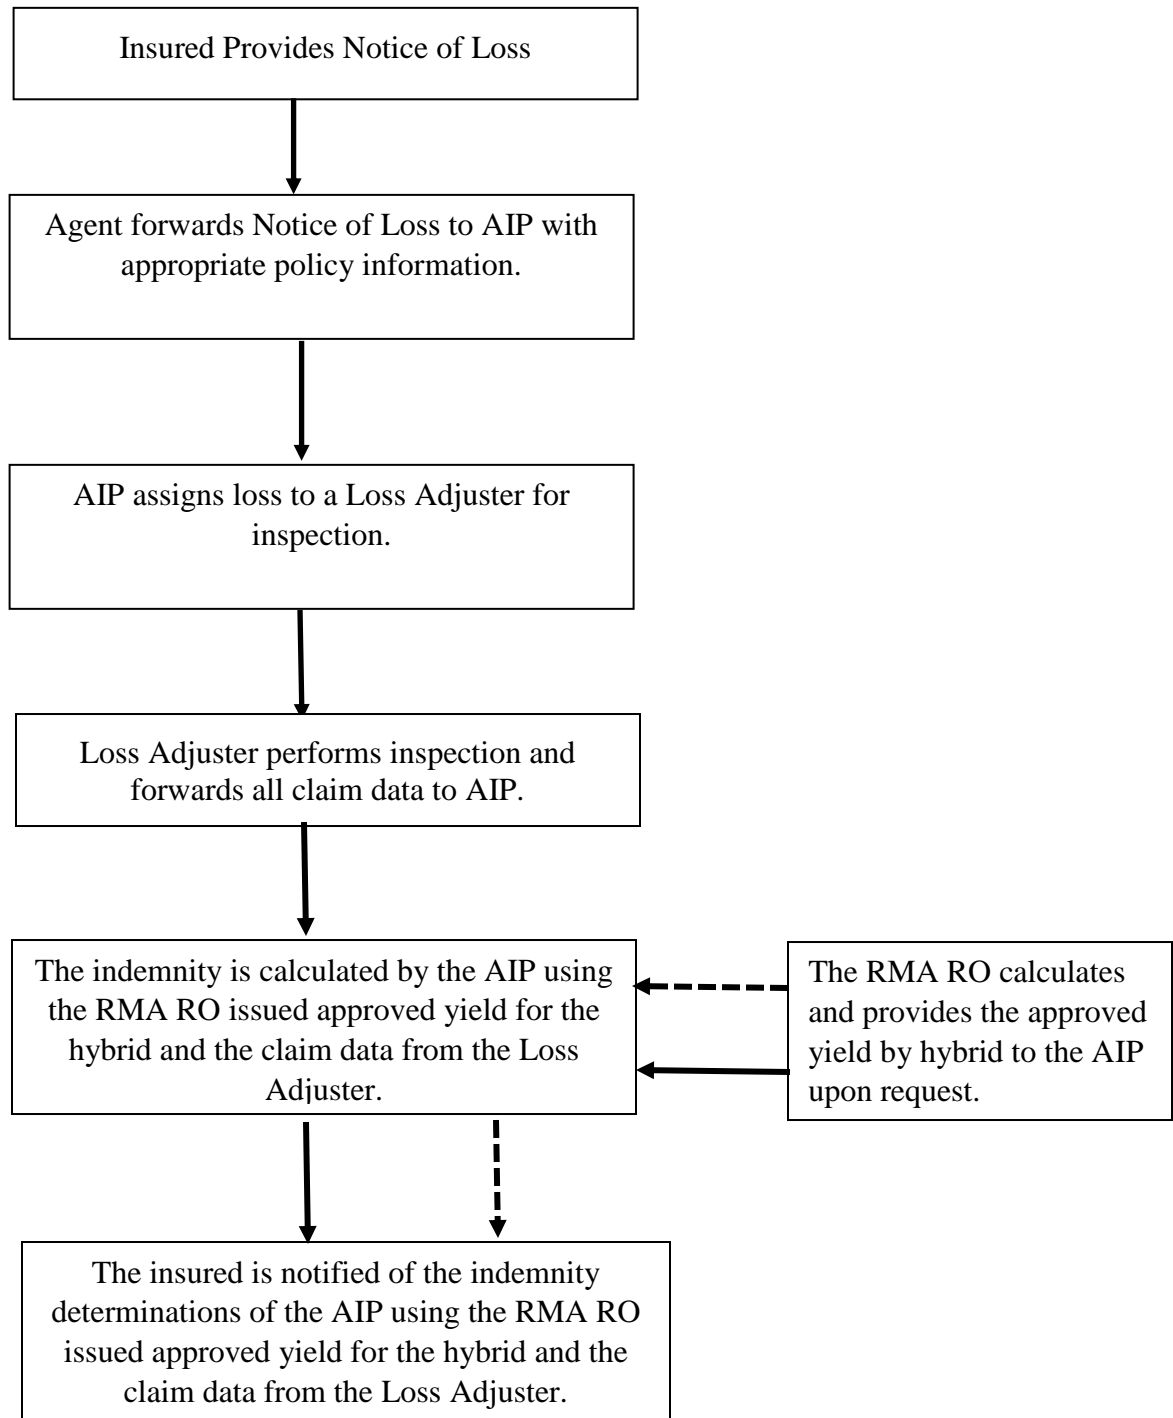 Insured Provides Notice of Loss
Agent forwards Notice of Loss to AIP with
appropriate policy information.
AIP assigns loss to a Loss Adjuster for
inspection.
Loss Adjuster performs inspection and
forwards all claim data to AIP.
The indemnity is calculated by the AIP using
the RMA RO issued approved yield for the
hybrid and the claim data from the Loss
Adjuster.
The RMA RO calculates
and provides the approved
yield by hybrid to the AIP
upon request.
The insured is notified of the indemnity
determinations of the AIP using the RMA RO
issued approved yield for the hybrid and the
claim data from the Loss Adjuster.